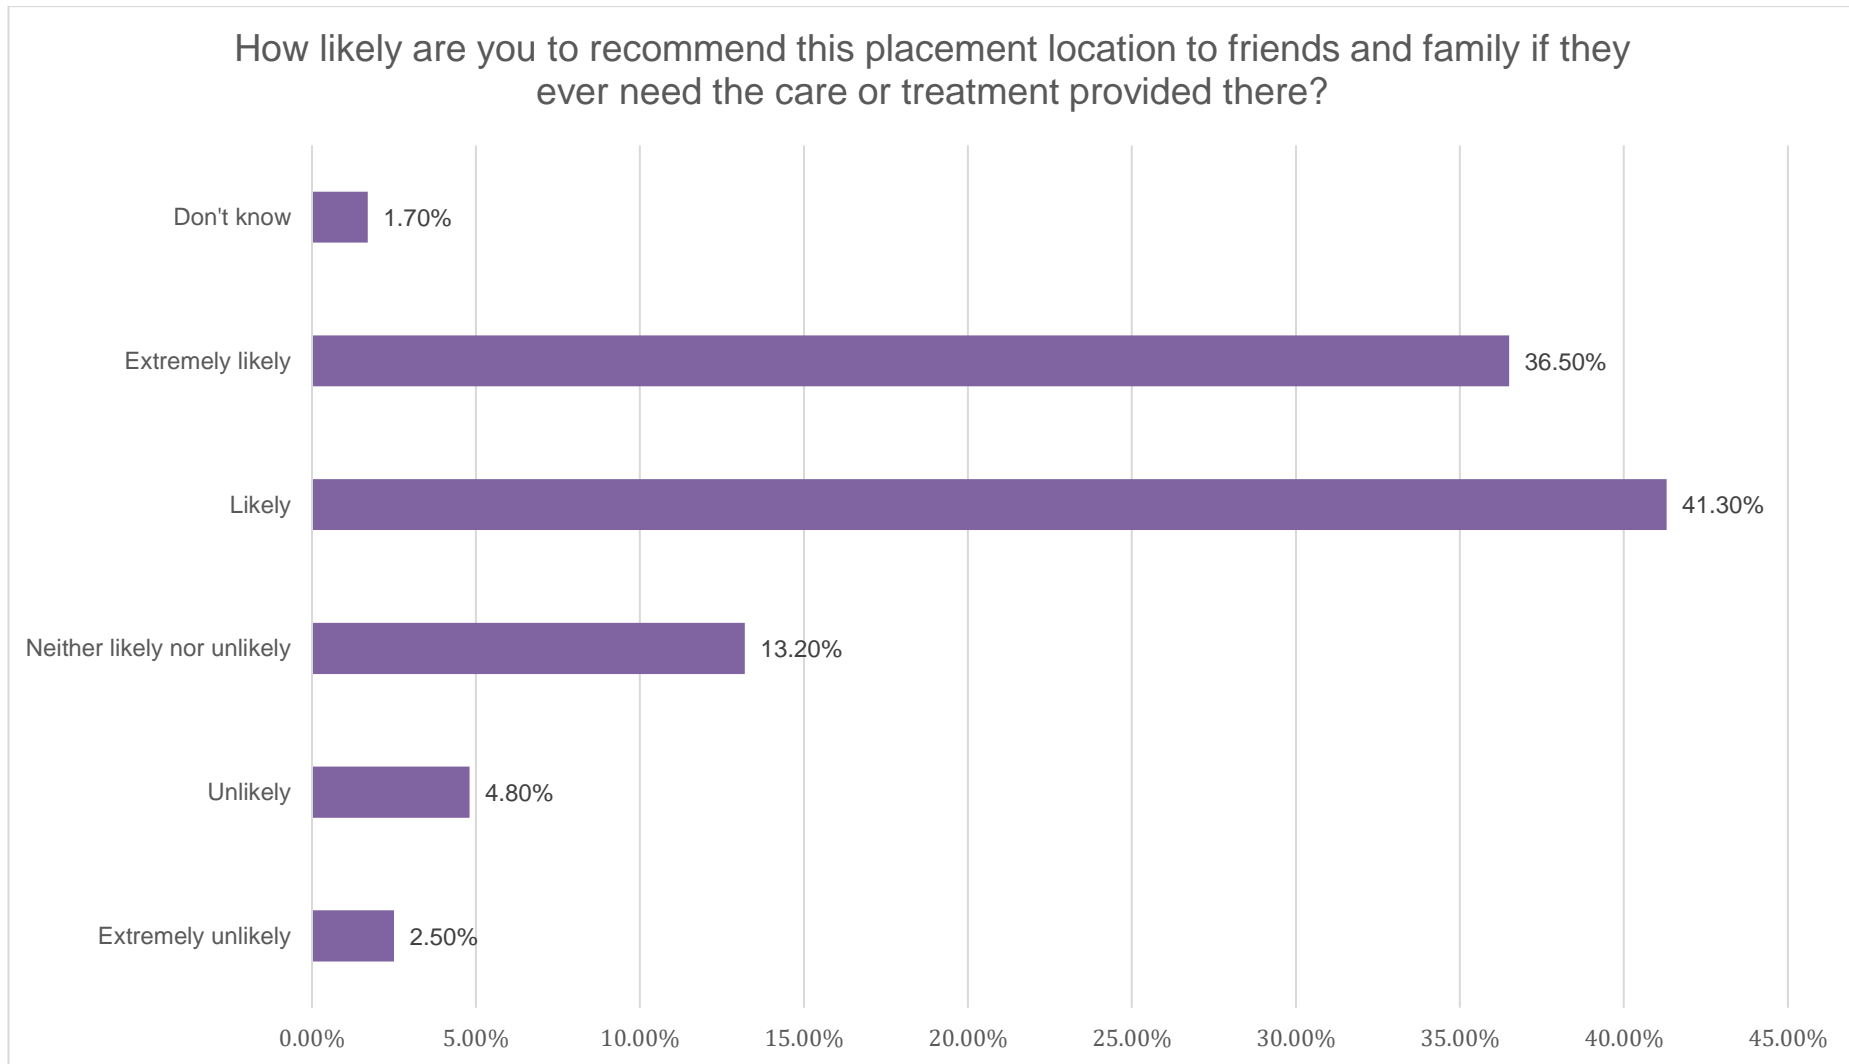 How likely are you to recommend this placement location to friends and family if they
ever need the care or treatment provided there?
Don't know
1.70%
Extremely likely
36.50%
Likely
41.30%
Neither likely nor unlikely
13.20%
Unlikely
4.80%
Extremely unlikely
2.50%
0.00% 5.00% 10.00% 15.00% 20.00% 25.00% 30.00% 35.00% 40.00% 45.00%